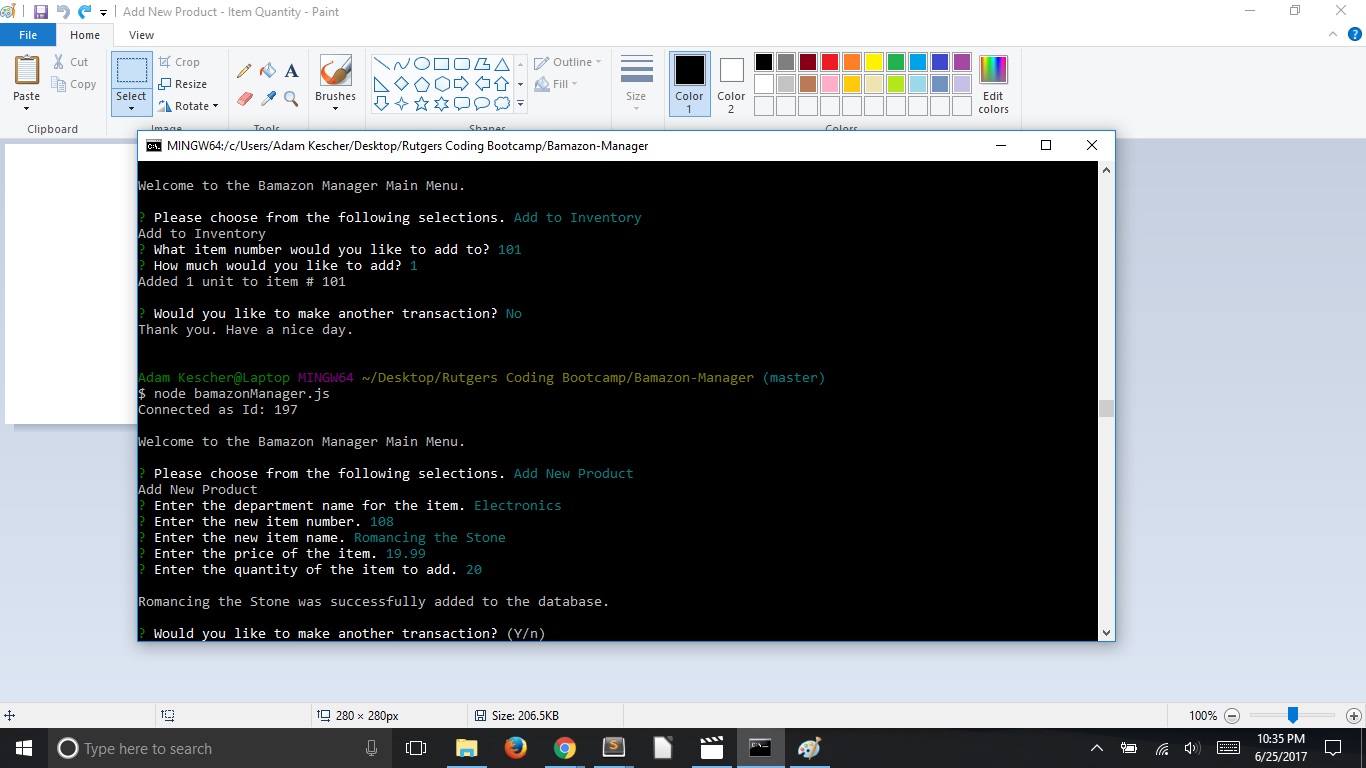 Add New Product - Item Quantity - Paint
File Home View
Paste
Cut
Copy
Clipboard
Select
Crop
Resize
Rotate
Image
A
Tools
Brushes
Outline
Fill
Shapes
Size
Color 1
Color 2
Edit colors
Colors
MINGW64:/c/Users/Adam Kescher/Desktop/Rutgers Coding Bootcamp/Bamazon-Manager
Welcome to the Bamazon Manager Main Menu.
? Please choose from the following selections. Add to Inventory
Add to Inventory
? What item number would you like to add to? 101
? How much would you like to add? 1
Added 1 unit to item # 101
? Would you like to make another transaction? No
Thank you. Have a nice day.
Adam Kescher@Laptop MINGW64 ~/Desktop/Rutgers Coding Bootcamp/Bamazon-Manager (master)
$ node bamazonManager.js
Connected as Id: 197
Welcome to the Bamazon Manager Main Menu.
? Please choose from the following selections. Add New Product
Add New Product
? Enter the department name for the item. Electronics
? Enter the new item number. 108
? Enter the new item name. Romancing the Stone
? Enter the price of the item. 19.99
? Enter the quantity of the item to add. 20
Romancing the Stone was successfully added to the database.
? Would you like to make another transaction? (Y/n)
280 × 280px
Size: 206.5KB
100%
Type here to search
10:35 PM
6/25/2017